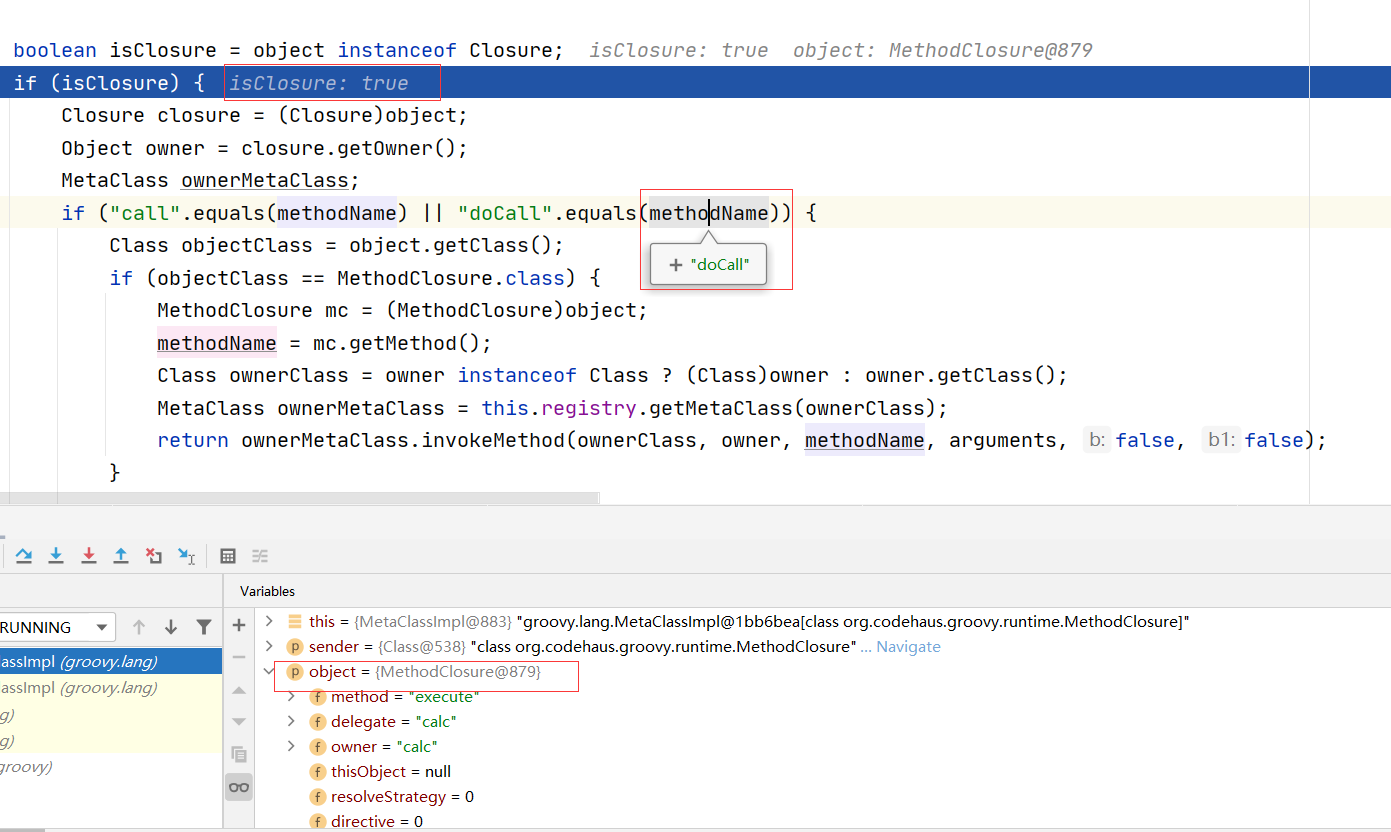 boolean isClosure = object instanceof Closure;  isClosure: true  object: MethodClosure@879
if (isClosure) {  isClosure: true
Closure closure = (Closure)object;
Object owner = closure.getOwner();
MetaClass ownerMetaClass;
if ("call".equals(methodName) || "doCall".equals(methodName)) {
Class objectClass = object.getClass();
+ "doCall"
if (objectClass == MethodClosure.class) {
MethodClosure mc = (MethodClosure)object;
methodName = mc.getMethod();
Class ownerClass = owner instanceof Class ? (Class)owner : owner.getClass();
MetaClass ownerMetaClass = this.registry.getMetaClass(ownerClass);
return ownerMetaClass.invokeMethod(ownerClass, owner, methodName, arguments, b: false, b1: false);
}
Variables
RUNNING
assImpl (groovy.lang)
assImpl (groovy.lang)
g)
g)
groovy)
this = {MetaClassImpl@883} "groovy.lang.MetaClassImpl@1bb6bea[class org.codehaus.groovy.runtime.MethodClosure]"
p sender = {Class@538} "class org.codehaus.groovy.runtime.MethodClosure" ... Navigate
p object = {MethodClosure@879}
f method = "execute"
f delegate = "calc"
f owner = "calc"
f thisObject = null
f resolveStrategy = 0
f directive = 0